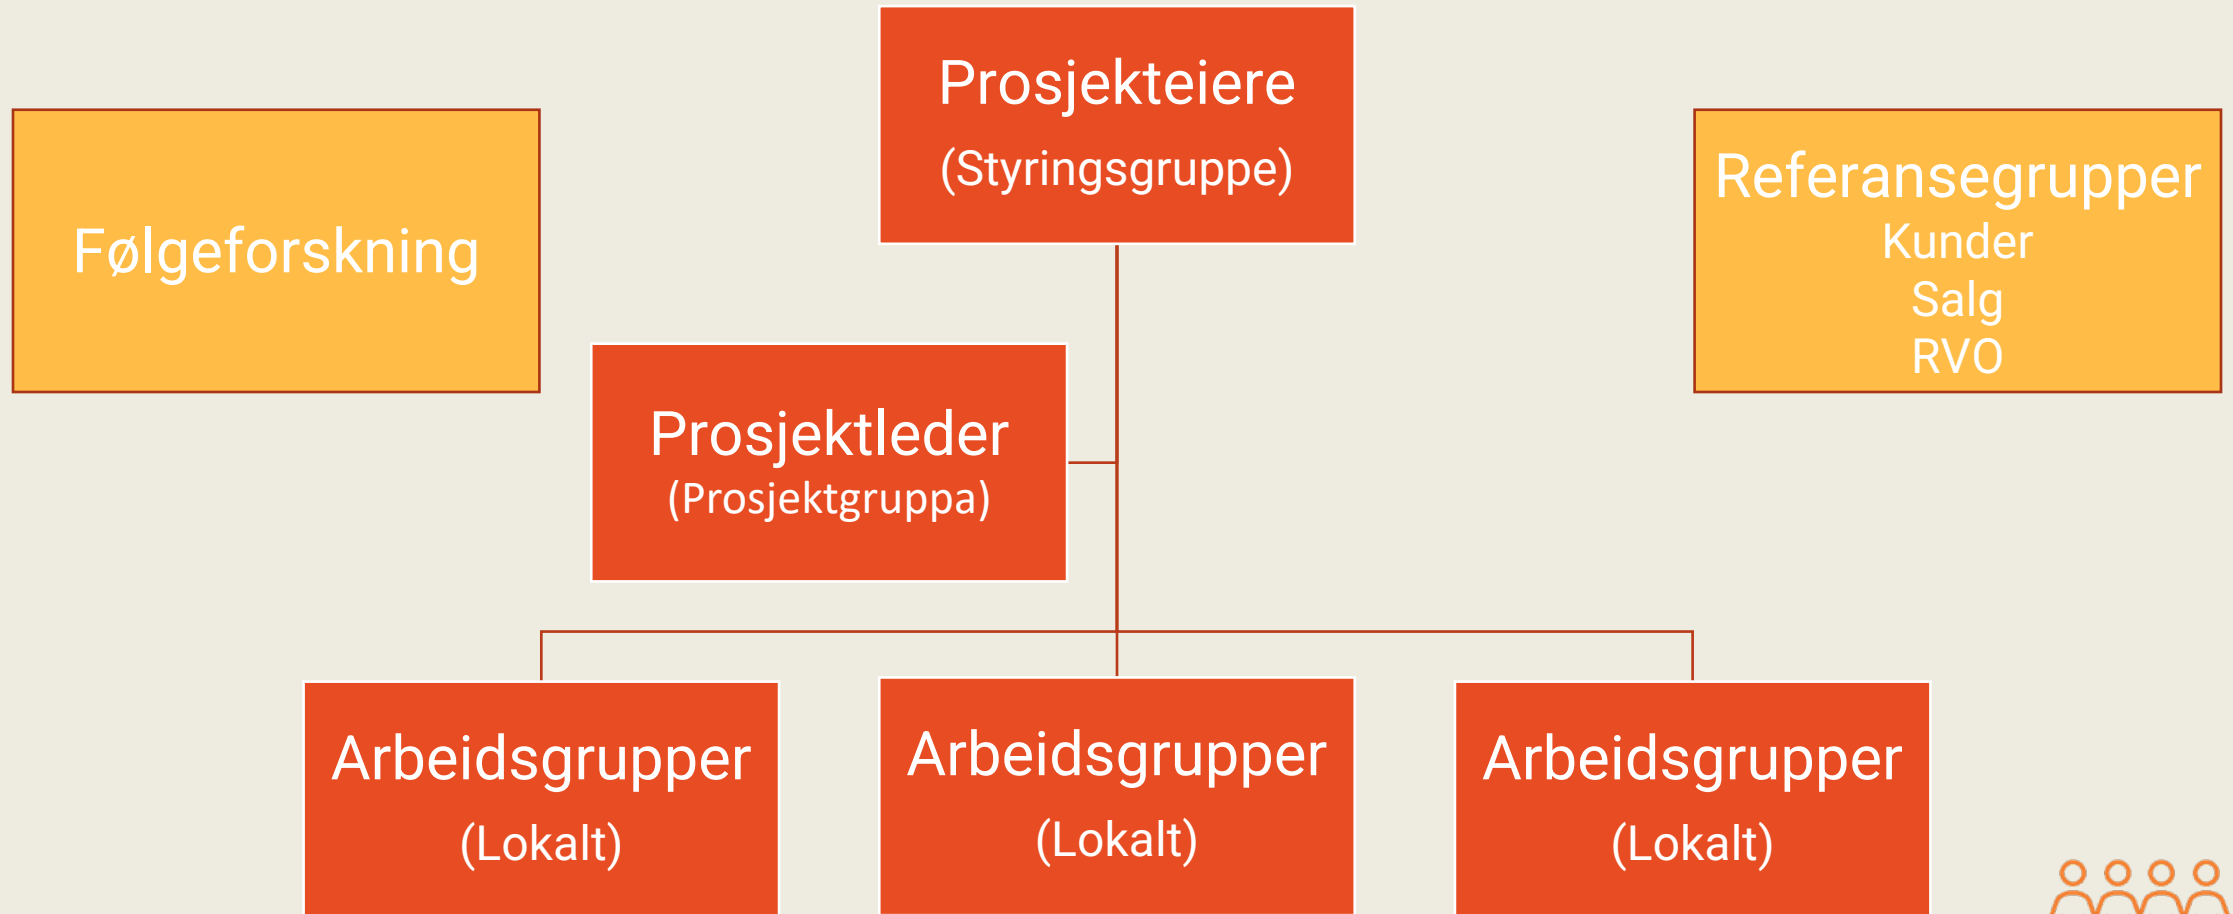 Prosjekteiere
(Styringsgruppe)
Følgeforskning
Referansegrupper
Kunder
Salg
RVO
Prosjektleder
(Prosjektgruppa)
Arbeidsgrupper
(Lokalt)
Arbeidsgrupper
(Lokalt)
Arbeidsgrupper
(Lokalt)